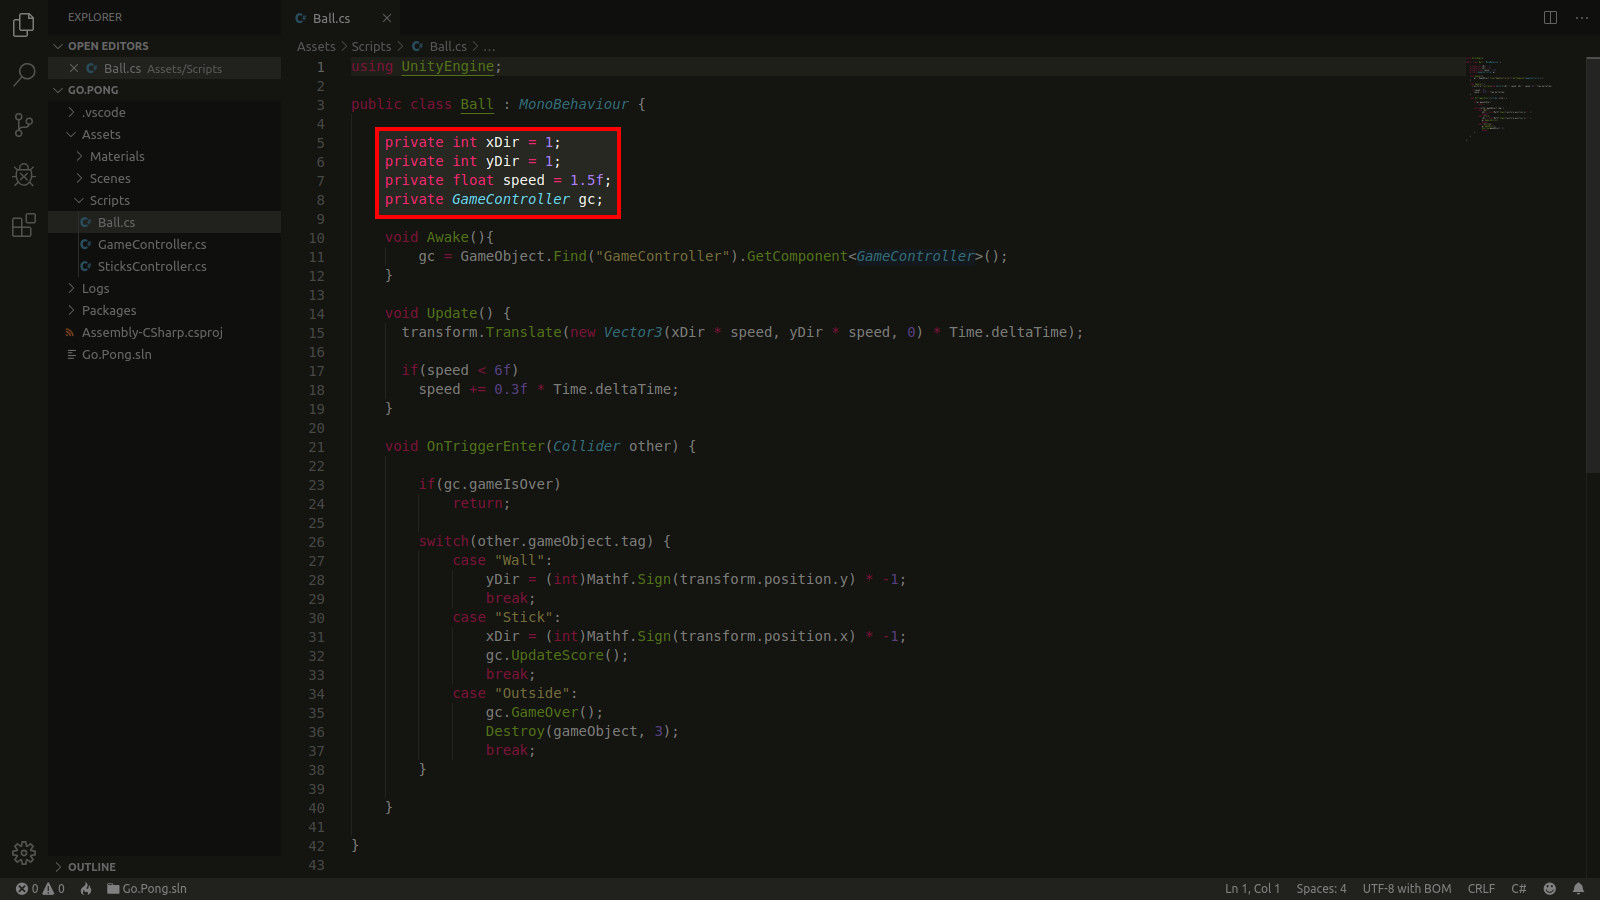 EXPLORER
OPEN EDITORS
Ball.cs Assets/Scripts
GO.PONG
.vscode
Assets
Materials
Scenes
Scripts
Ball.cs
GameController.cs
SticksController.cs
Logs
Packages
Assembly-CSharp.csproj
Go.Pong.sln
OUTLINE
Ball.cs
Assets > Scripts > Ball.cs > ...
1 using UnityEngine;
2
3 public class Ball : MonoBehaviour {
4
5 private int xDir = 1;
6 private int yDir = 1;
7 private float speed = 1.5f;
8 private GameController gc;
9
10 void Awake(){
11 gc = GameObject.Find("GameController").GetComponent<GameController>();
12 }
13
14 void Update() {
15 transform.Translate(new Vector3(xDir * speed, yDir * speed, 0) * Time.deltaTime);
16
17 if(speed < 6f)
18 speed += 0.3f * Time.deltaTime;
19 }
20
21 void OnTriggerEnter(Collider other) {
22
23 if(gc.gameIsOver)
24 return;
25
26 switch(other.gameObject.tag) {
27 case "Wall":
28 yDir = (int)Mathf.Sign(transform.position.y) * -1;
29 break;
30 case "Stick":
31 xDir = (int)Mathf.Sign(transform.position.x) * -1;
32 gc.UpdateScore();
33 break;
34 case "Outside":
35 gc.GameOver();
36 Destroy(gameObject, 3);
37 break;
38 }
39
40 }
41
42 }
43
0 0 Go.Pong.sln Ln 1, Col 1 Spaces: 4 UTF-8 with BOM CRLF C#